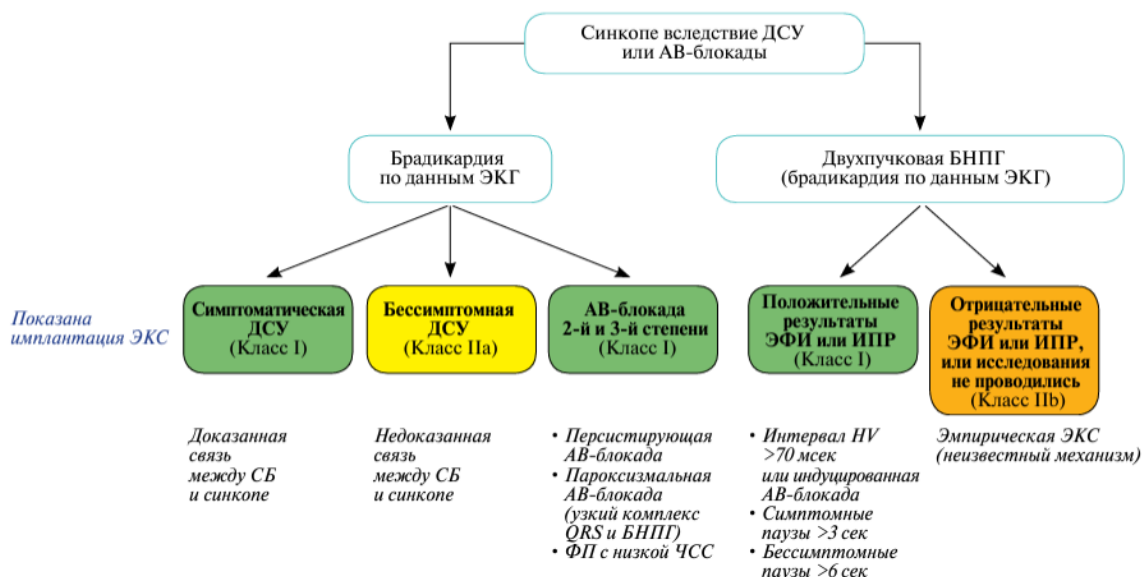 Синкопе вследствие ДСУ
или АВ-блокады
Брадикардия
по данным ЭКГ
Двухпучковая БНПГ
(брадикардия по данным ЭКГ)
Показана
имплантация ЭКС
Симптоматическая
ДСУ
(Класс I)
Бессимптомная
ДСУ
(Класс IIa)
АВ-блокада
2-й и 3-й степени
(Класс I)
Положительные
результаты
ЭФИ или ИПР
(Класс I)
Отрицательные
результаты
ЭФИ или ИПР,
или исследования
не проводились
(Класс IIb)
Доказанная
связь
между СБ
и синкопе
Недоказанная
связь
между СБ
и синкопе
• Персистирующая
АВ-блокада
• Пароксизмальная
АВ-блокада
(узкий комплекс
QRS и БНПГ)
• ФП с низкой ЧСС
• Интервал HV
>70 мсек
или индуцированная
АВ-блокада
• Симптомные
паузы >3 сек
• Бессимптомные
паузы >6 сек
Эмпирическая ЭКС
(неизвестный механизм)